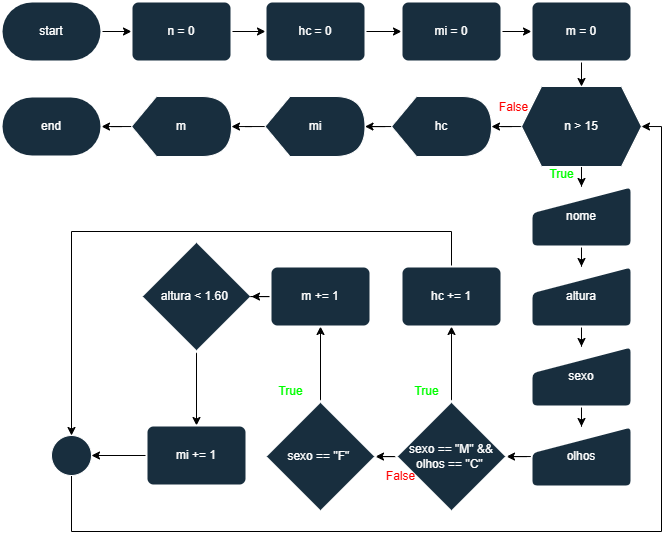 start
n = 0
hc = 0
mi = 0
m = 0
end
m
mi
hc
False
n > 15
True
nome
altura < 1.60
m += 1
hc += 1
altura
True
True
sexo
mi += 1
sexo == "F"
sexo == "M" &&
olhos == "C"
False
olhos